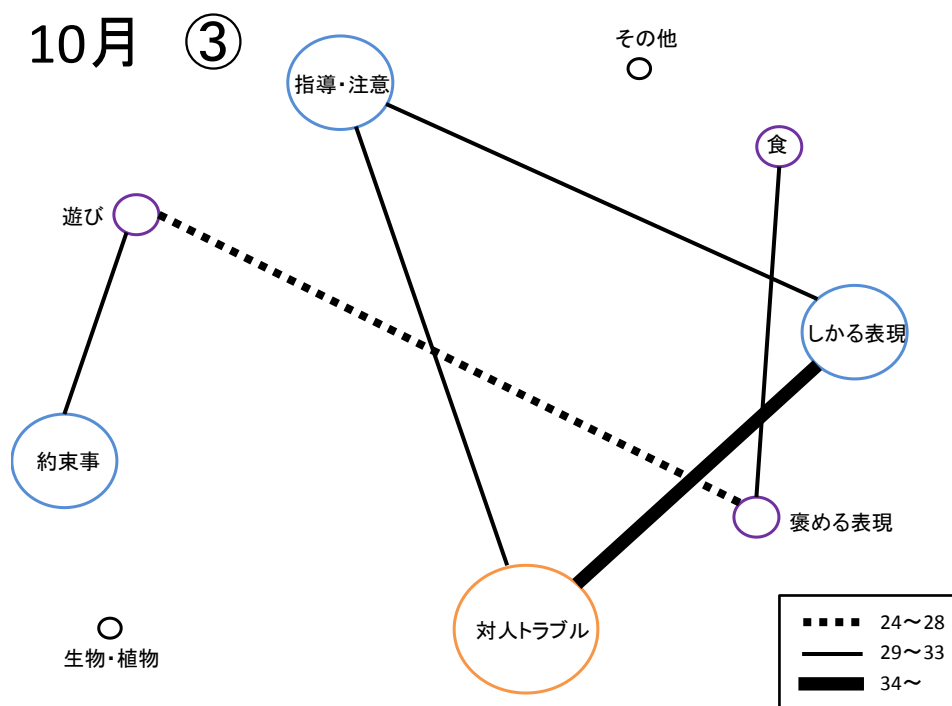 10月 ③
その他
指導・注意
食
遊び
しかる表現
約束事
褒める表現
対人トラブル
生物・植物
24～28
29～33
34～